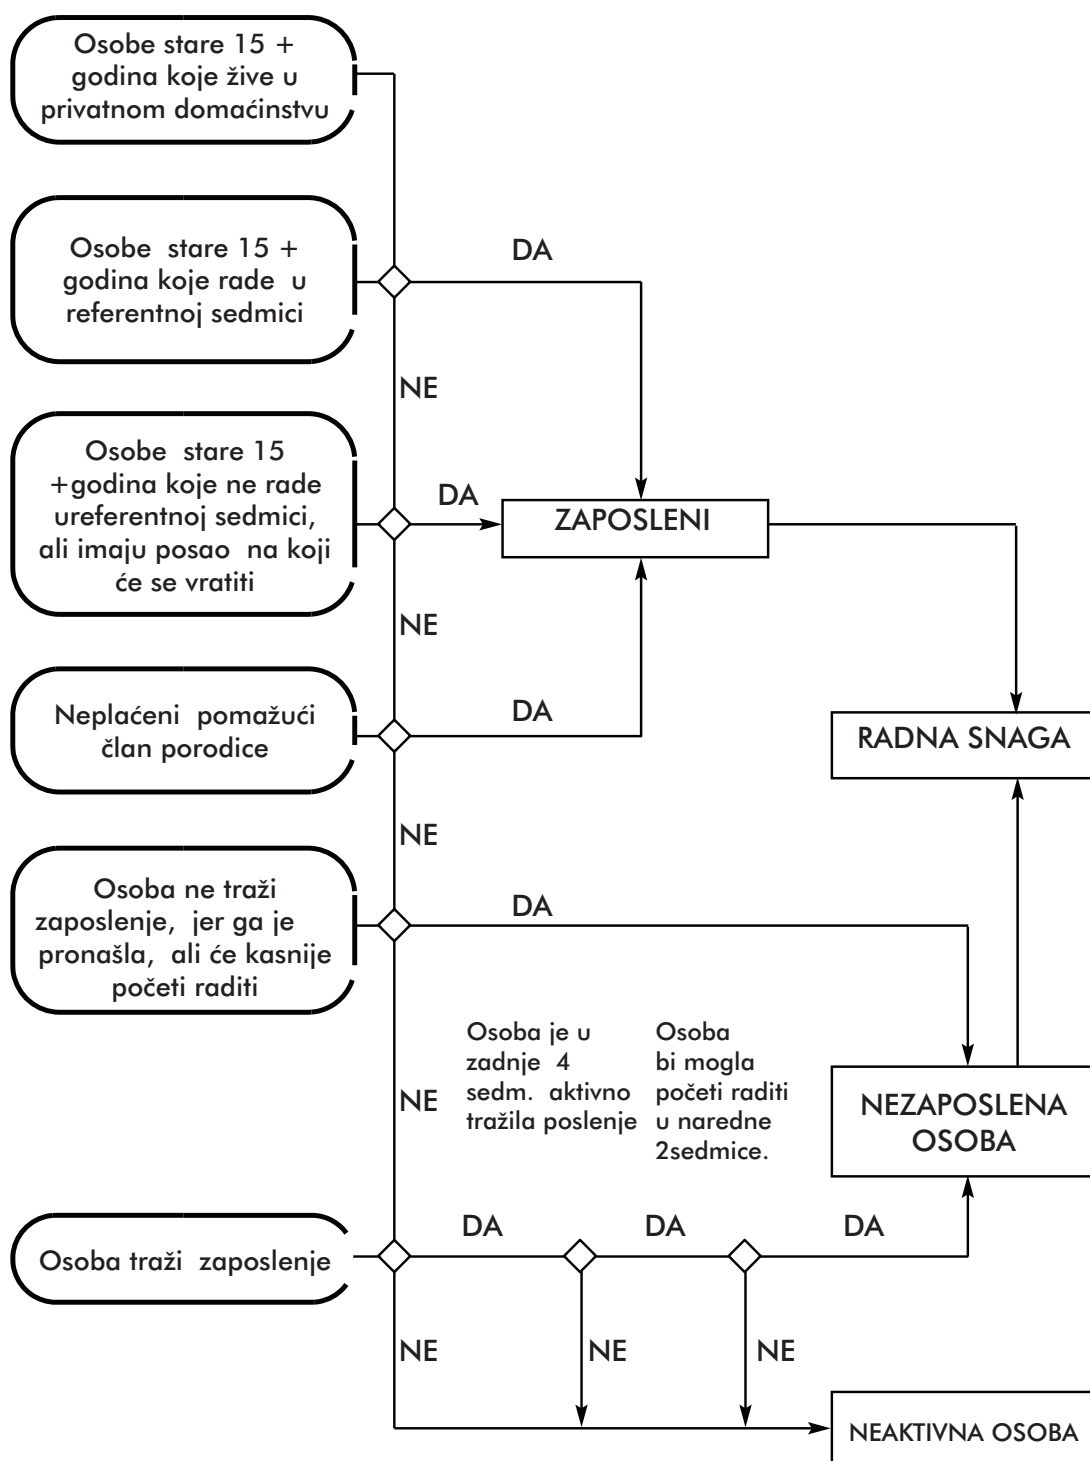 Osobe stare 15 +
godina koje žive u
privatnom domaćinstvu
Osobe stare 15 +
godina koje rade u
referentnoj sedmici
DA
NE
Osobe stare 15
+godina koje ne rade
ureferentnoj sedmici,
ali imaju posao na koji
će se vratiti
DA
ZAPOSLENI
NE
Neplaćeni pomažući
član porodice
DA
RADNA SNAGA
NE
Osoba ne traži
zaposlenje, jer ga je
pronašla, ali će kasnije
početi raditi
DA
NE
Osoba je u
zadnje 4
sedm. aktivno
tražila poslenje
Osoba
bi mogla
početi raditi
u naredne
2sedmice.
NEZAPOSLENA
OSOBA
Osoba traži zaposlenje
DA
DA
DA
NE
NE
NE
NEAKTIVNA OSOBA